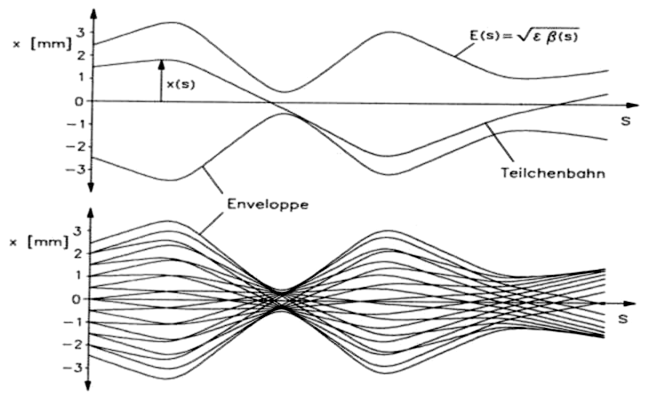 x [mm]
3
2
1
0
−1
−2
−3
E(s)=√ε β(s)
x(s)
S
Teilchenbahn
Enveloppe
x [mm]
3
2
1
0
−1
−2
−3
S